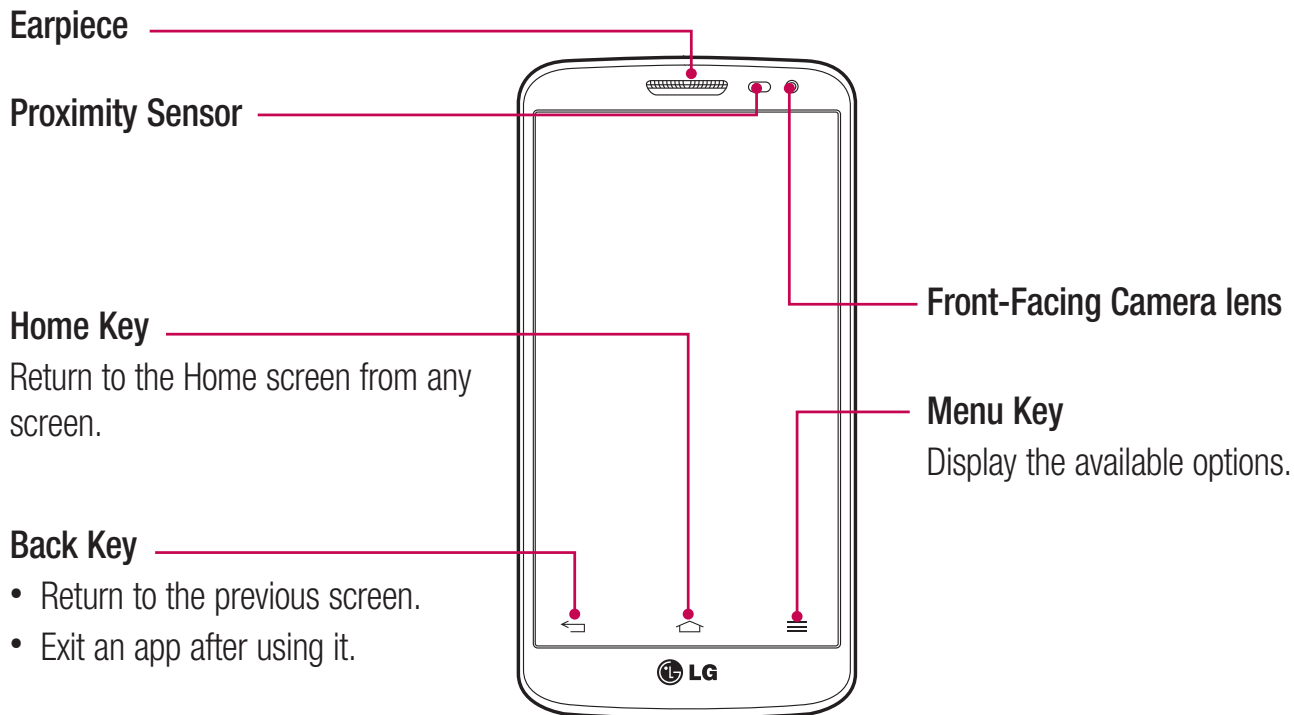 Earpiece
Proximity Sensor
Home Key
Return to the Home screen from any
screen.
Back Key
• Return to the previous screen.
• Exit an app after using it.
Front-Facing Camera lens
Menu Key
Display the available options.
LG